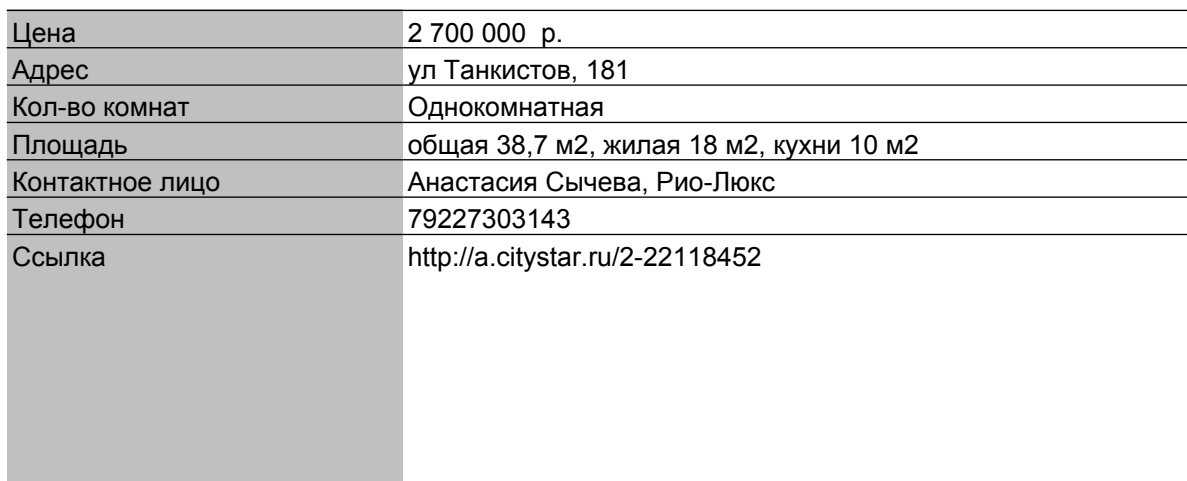 Цена 2 700 000 р.
Адрес ул Танкистов, 181
Кол-во комнат Однокомнатная
Площадь общая 38,7 м2, жилая 18 м2, кухни 10 м2
Контактное лицо Анастасия Сычева, Рио-Люкс
Телефон 79227303143
Ссылка http://a.citystar.ru/2-22118452